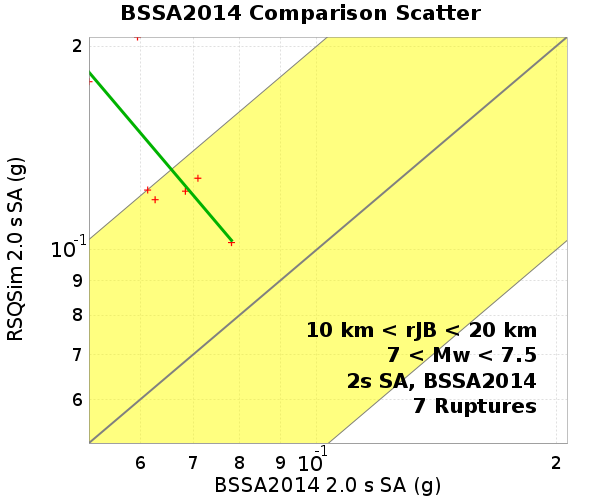 BSSA2014 Comparison Scatter
RSQSim 2.0 s SA (g)
2
10-1
9
8
7
6
10 km < rJB < 20 km
7 < Mw < 7.5
2s SA, BSSA2014
7 Ruptures
6 7 8 9 10-1 2
BSSA2014 2.0 s SA (g)